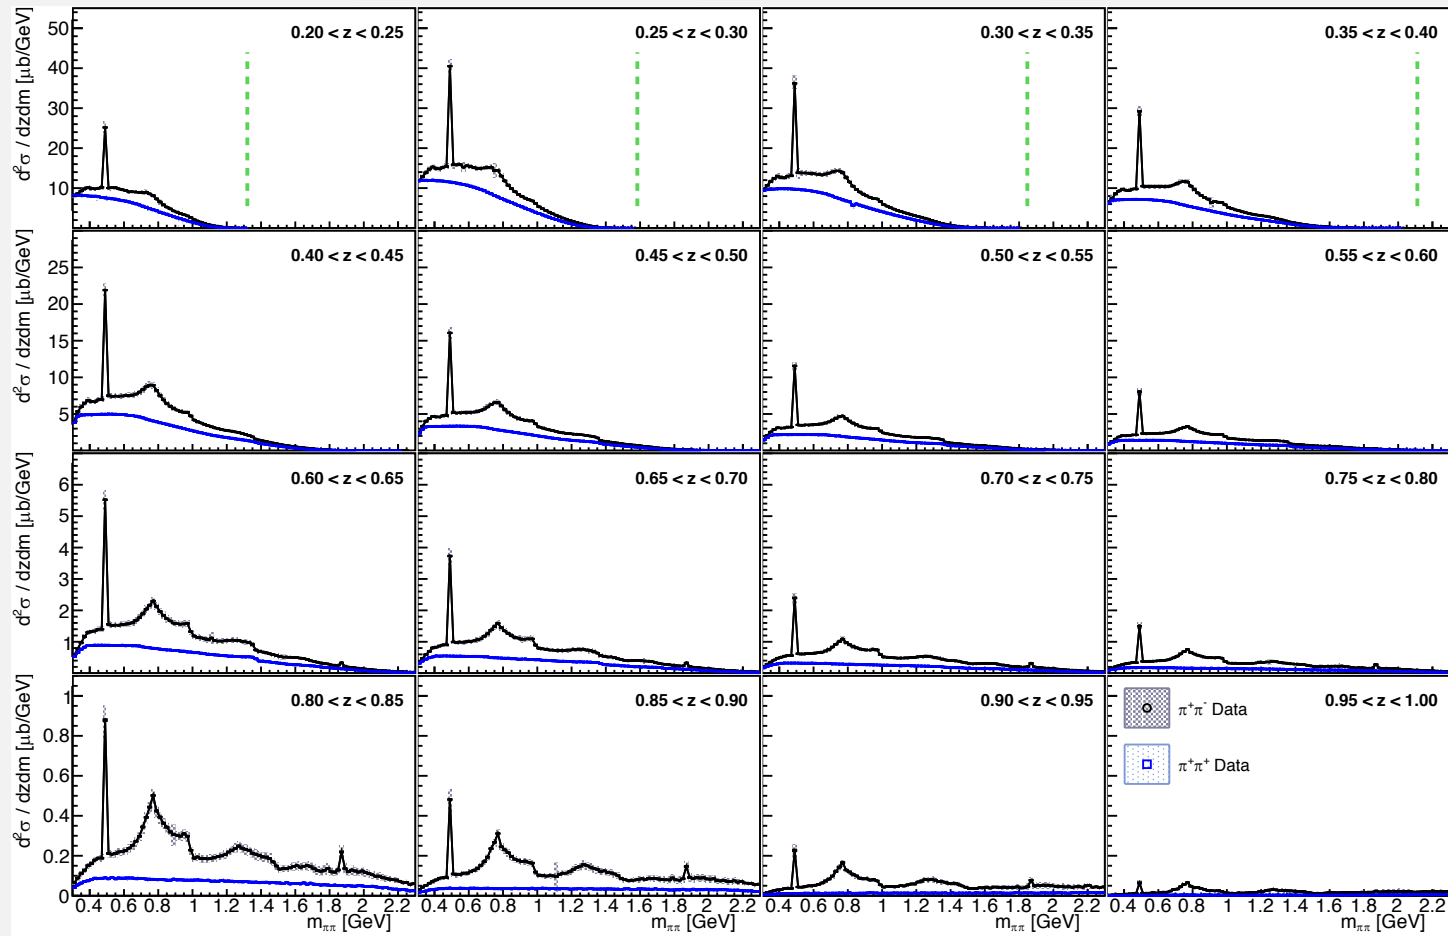 d²σ / dzdm [μb/GeV]
50
40
30
20
10
0.20 < z < 0.25
0.25 < z < 0.30
0.30 < z < 0.35
0.35 < z < 0.40
d²σ / dzdm [μb/GeV]
25
20
15
10
5
0.40 < z < 0.45
0.45 < z < 0.50
0.50 < z < 0.55
0.55 < z < 0.60
d²σ / dzdm [μb/GeV]
6
5
4
3
2
1
0.60 < z < 0.65
0.65 < z < 0.70
0.70 < z < 0.75
0.75 < z < 0.80
d²σ / dzdm [μb/GeV]
1
0.8
0.6
0.4
0.2
0
0.80 < z < 0.85
0.85 < z < 0.90
0.90 < z < 0.95
0.95 < z < 1.00
π⁺π⁻ Data
π⁺π⁺ Data
0.4 0.6 0.8 1 1.2 1.4 1.6 1.8 2 2.2
0.4 0.6 0.8 1 1.2 1.4 1.6 1.8 2 2.2
0.4 0.6 0.8 1 1.2 1.4 1.6 1.8 2 2.2
0.4 0.6 0.8 1 1.2 1.4 1.6 1.8 2 2.2
m_ππ [GeV]
m_ππ [GeV]
m_ππ [GeV]
m_ππ [GeV]